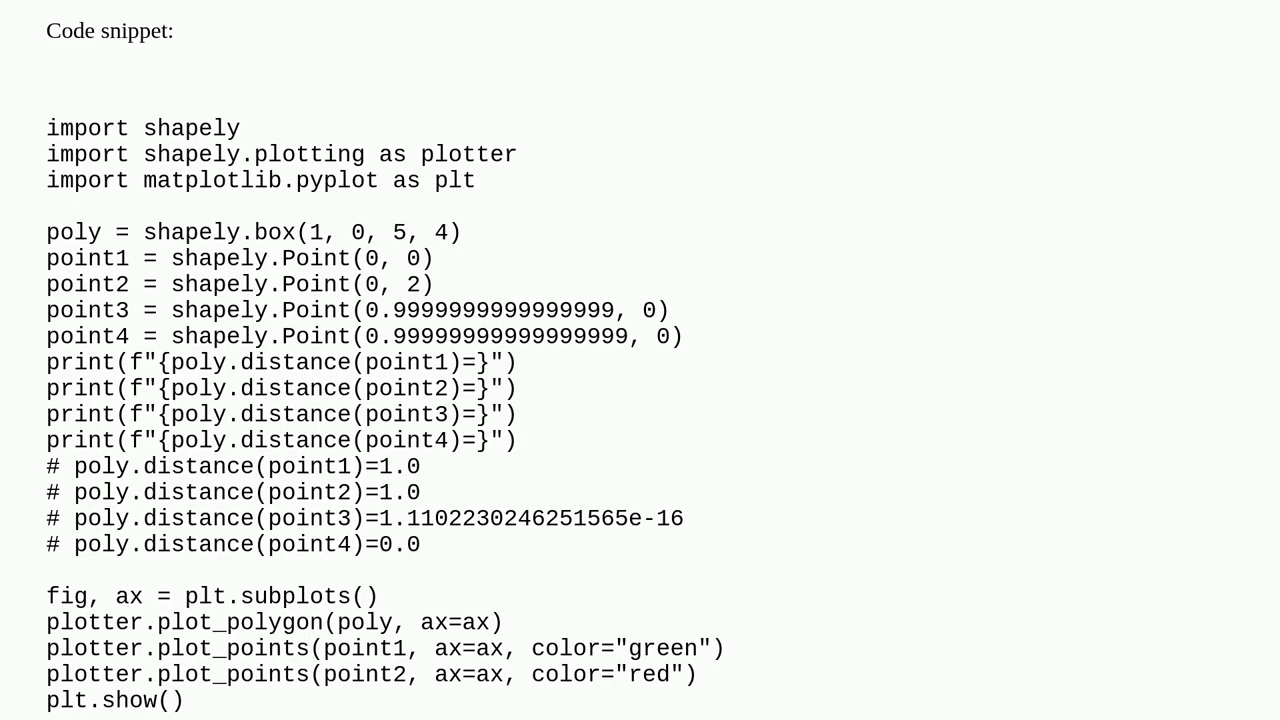 Code snippet:
import shapely
import shapely.plotting as plotter
import matplotlib.pyplot as plt
poly = shapely.box(1, 0, 5, 4)
point1 = shapely.Point(0, 0)
point2 = shapely.Point(0, 2)
point3 = shapely.Point(0.9999999999999999, 0)
point4 = shapely.Point(0.99999999999999999, 0)
print(f"{poly.distance(point1)=}")
print(f"{poly.distance(point2)=}")
print(f"{poly.distance(point3)=}")
print(f"{poly.distance(point4)=}")
# poly.distance(point1)=1.0
# poly.distance(point2)=1.0
# poly.distance(point3)=1.1102230246251565e-16
# poly.distance(point4)=0.0
fig, ax = plt.subplots()
plotter.plot_polygon(poly, ax=ax)
plotter.plot_points(point1, ax=ax, color="green")
plotter.plot_points(point2, ax=ax, color="red")
plt.show()